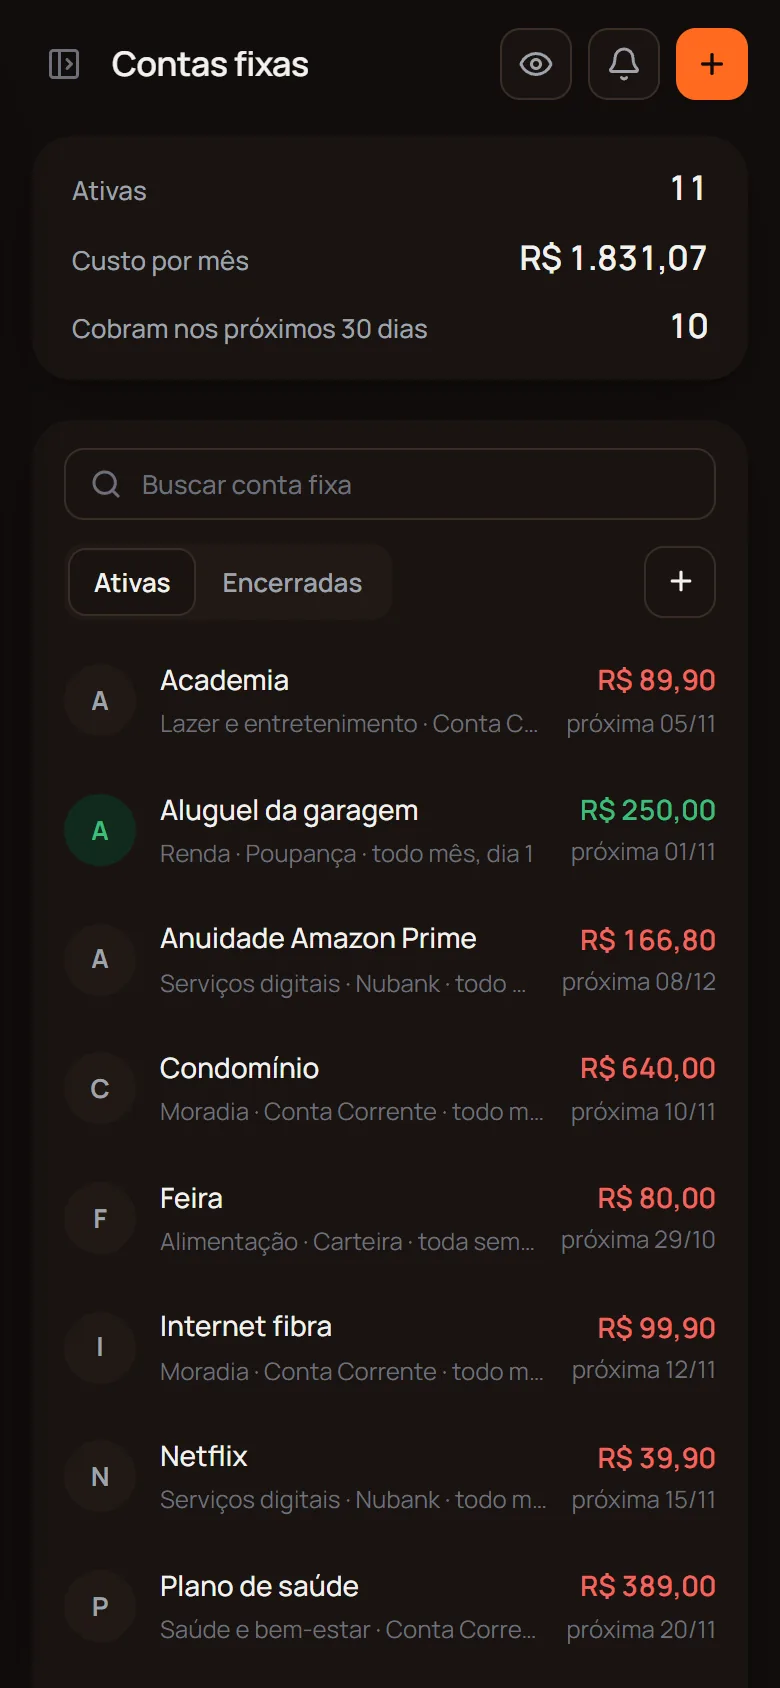 Contas fixas
Ativas 11
Custo por mês R$ 1.831,07
Cobram nos próximos 30 dias 10
Buscar conta fixa
Ativas Encerradas
A Academia R$ 89,90
Lazer e entretenimento · Conta C... próxima 05/11
A Aluguel da garagem R$ 250,00
Renda · Poupança · todo mês, dia 1 próxima 01/11
A Anuidade Amazon Prime R$ 166,80
Serviços digitais · Nubank · todo ... próxima 08/12
C Condomínio R$ 640,00
Moradia · Conta Corrente · todo m... próxima 10/11
F Feira R$ 80,00
Alimentação · Carteira · toda sem... próxima 29/10
I Internet fibra R$ 99,90
Moradia · Conta Corrente · todo m... próxima 12/11
N Netflix R$ 39,90
Serviços digitais · Nubank · todo m... próxima 15/11
P Plano de saúde R$ 389,00
Saúde e bem-estar · Conta Corre... próxima 20/11